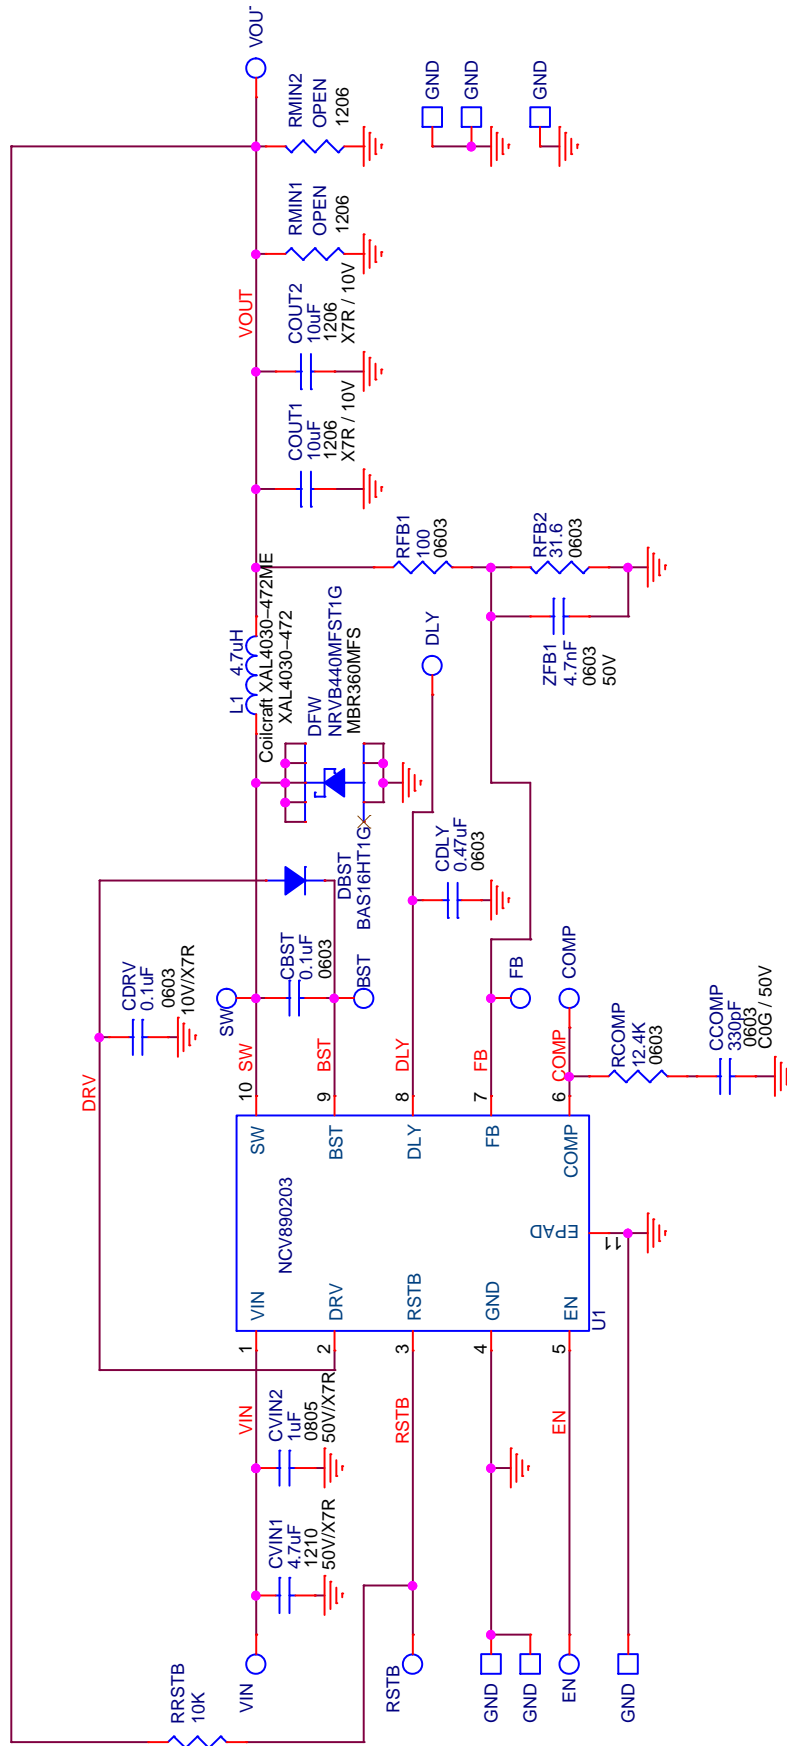 RRSTB
10K
VIN
RSTB
GND
GND
EN
GND
CVIN1
4.7uF
1210
50V/X7R
CVIN2
1uF
0805
50V/X7R
VIN
RSTB
EN
1
2
3
4
5
VIN
DRV
RSTB
GND
EN
U1
NCV890203
EPAD
11
SW
BST
DLY
FB
COMP
10
9
8
7
6
DRV
SW
BST
DLY
FB
COMP
CDRV
0.1uF
0603
10V/X7R
SW
CBST
0.1uF
0603
BST
FB
COMP
RCOMP
12.4K
0603
CCOMP
330pF
0603
C0G / 50V
DBST
BAS16HT1G
CDLY
0.47uF
0603
DFW
NRVB440MFST1G
MBR360MFS
L1 4.7uH
Coilcraft XAL4030-472ME
XAL4030-472
DLY
ZFB1
4.7nF
0603
50V
RFB1
100
0603
RFB2
31.6
0603
COUT1
10uF
1206
X7R / 10V
COUT2
10uF
1206
X7R / 10V
VOUT
RMIN1
OPEN
1206
RMIN2
OPEN
1206
GND
GND
GND